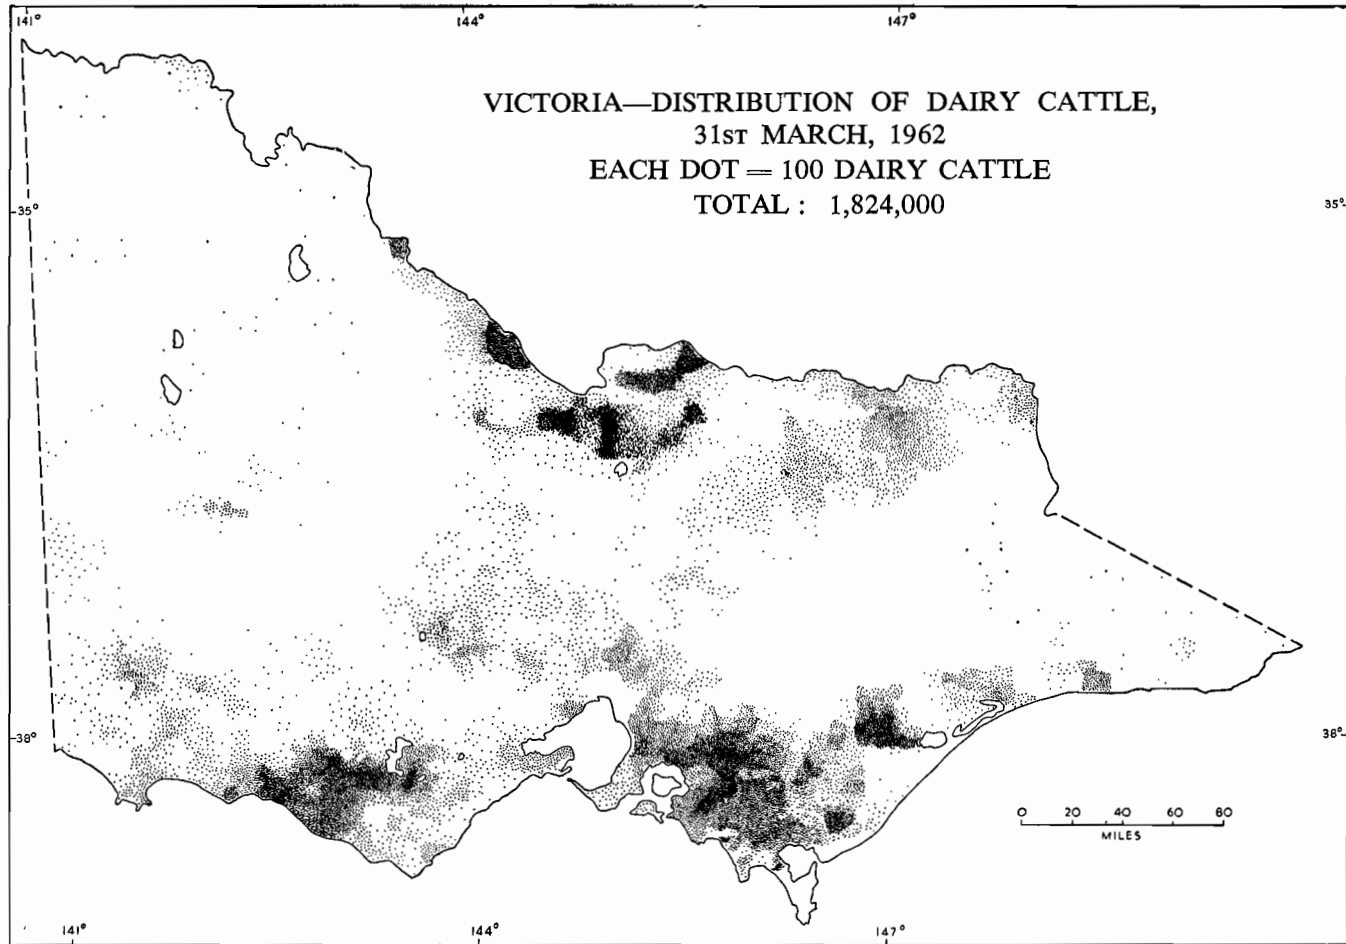 141° 144° 147°
VICTORIA—DISTRIBUTION OF DAIRY CATTLE,
31ST MARCH, 1962
EACH DOT = 100 DAIRY CATTLE
TOTAL : 1,824,000
35° 35°
38° 38°
0 20 40 60 80
MILES
141° 144° 147°